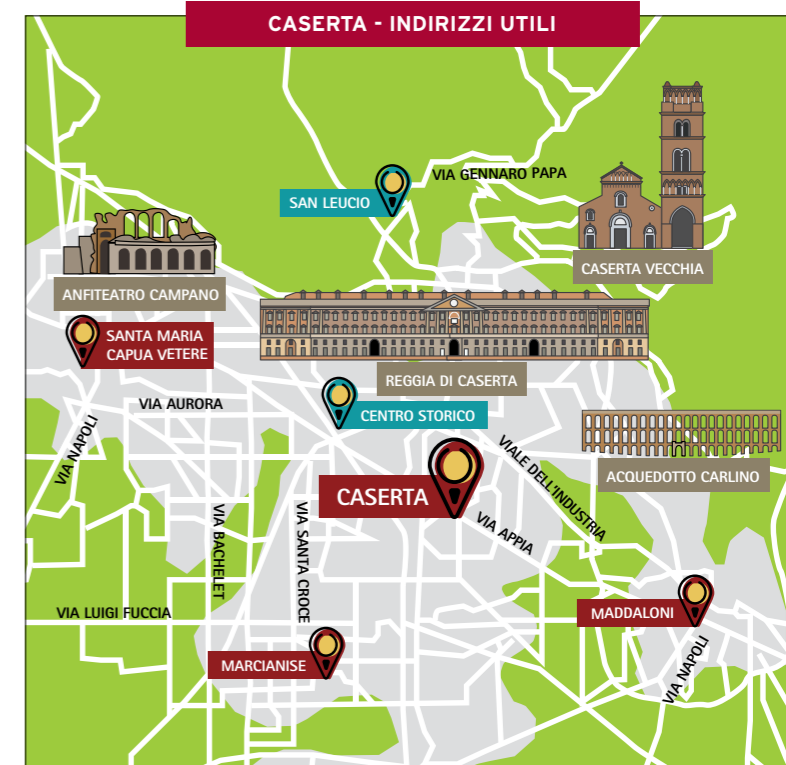 CASERTA - INDIRIZZI UTILI
VIA GENNARO PAPA
SAN LEUCIO
CASERTA VECCHIA
ANFITEATRO CAMPANO
SANTA MARIA
CAPUA VETERE
REGGIA DI CASERTA
VIA AURORA
CENTRO STORICO
VIA NAPOLI
VIALE DELL'INDUSTRIA
ACQUEDOTTO CARLINO
CASERTA
VIA APPIA
VIA BACHELET
VIA SANTA CROCE
VIA LUIGI FUCCIA
MADDALONI
MARCIANISE
VIA NAPOLI